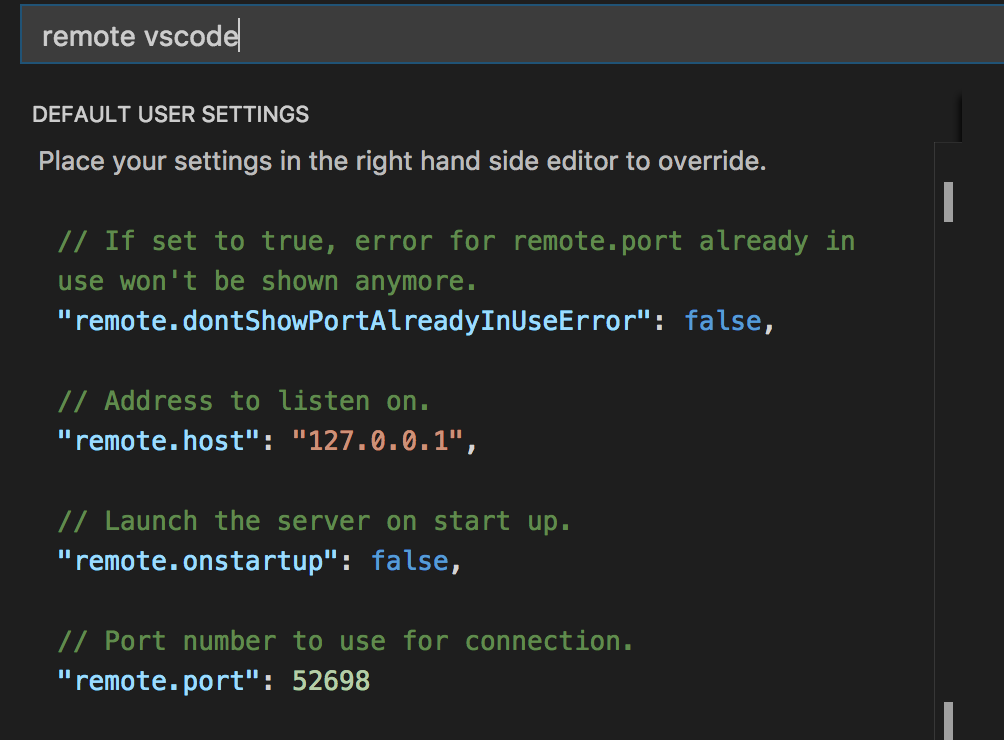 remote vscode
DEFAULT USER SETTINGS
Place your settings in the right hand side editor to override.
// If set to true, error for remote.port already in
use won't be shown anymore.
"remote.dontShowPortAlreadyInUseError": false,
// Address to listen on.
"remote.host": "127.0.0.1",
// Launch the server on start up.
"remote.onstartup": false,
// Port number to use for connection.
"remote.port": 52698